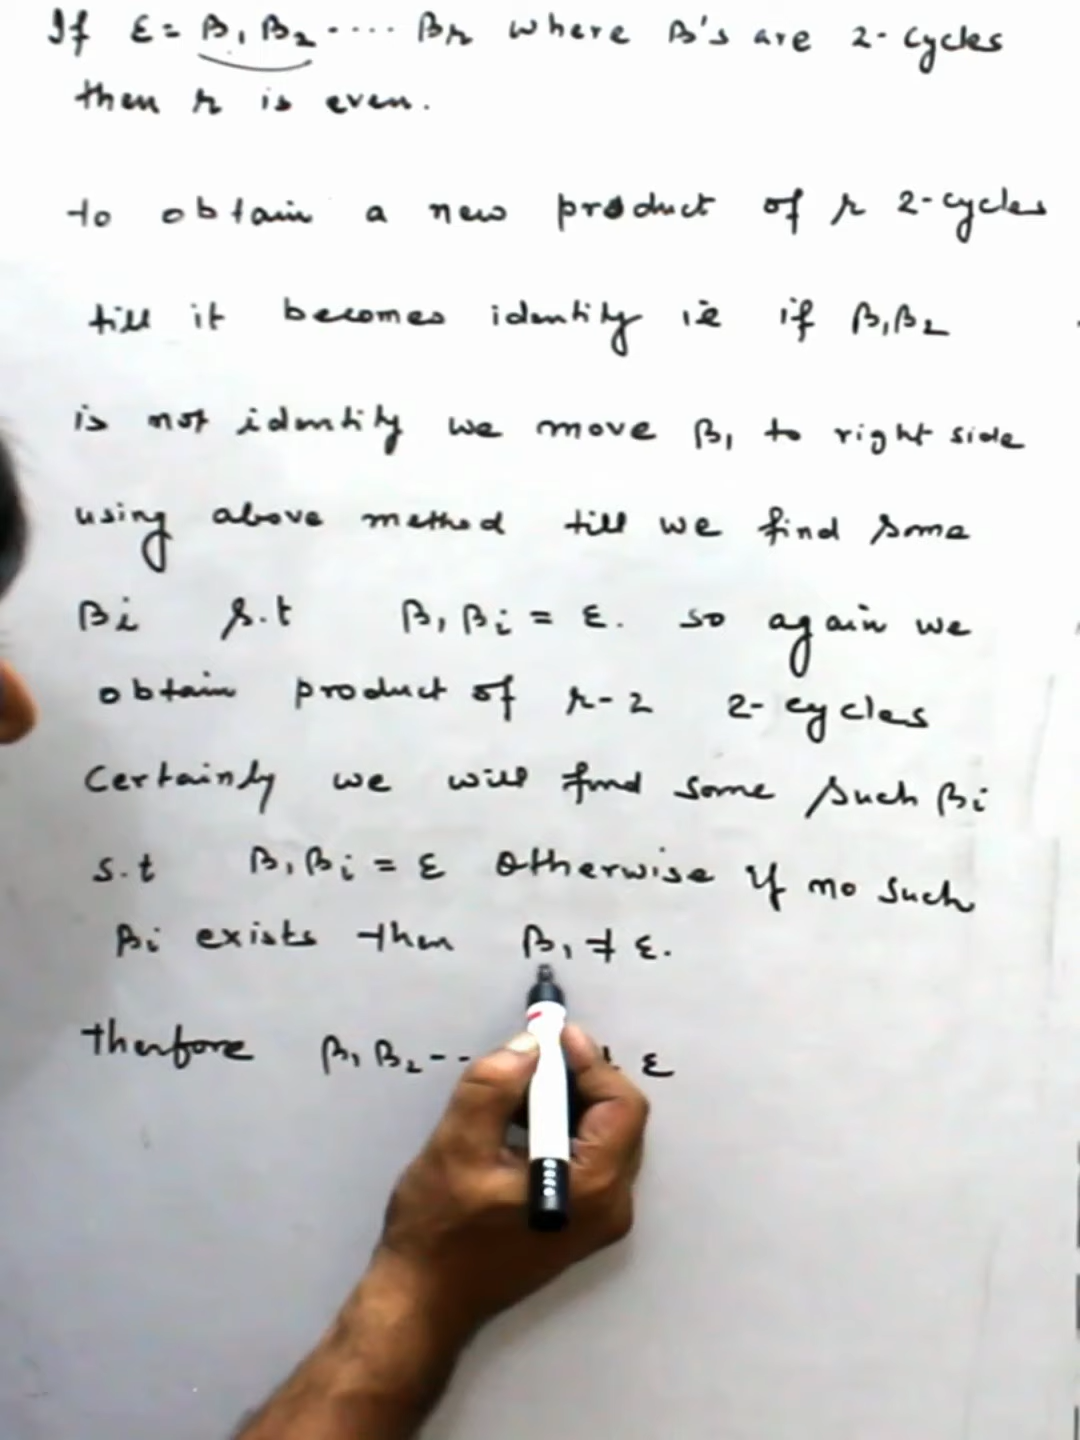 If ε = β₁ β₂ ..... βr where β's are 2-cycles
then r is even.
to obtain a new product of r 2-cycles
till it becomes identity ie if β₁β₂
is not identity we move β₁ to right side
using above method till we find some
βi s.t β₁ βi = ε. so again we
obtain product of r-2 2-cycles
Certainly we will find some such βi
s.t β₁ βi = ε otherwise if no such
βi exists then β₁ ≠ ε.
therfore β₁ β₂-- ε